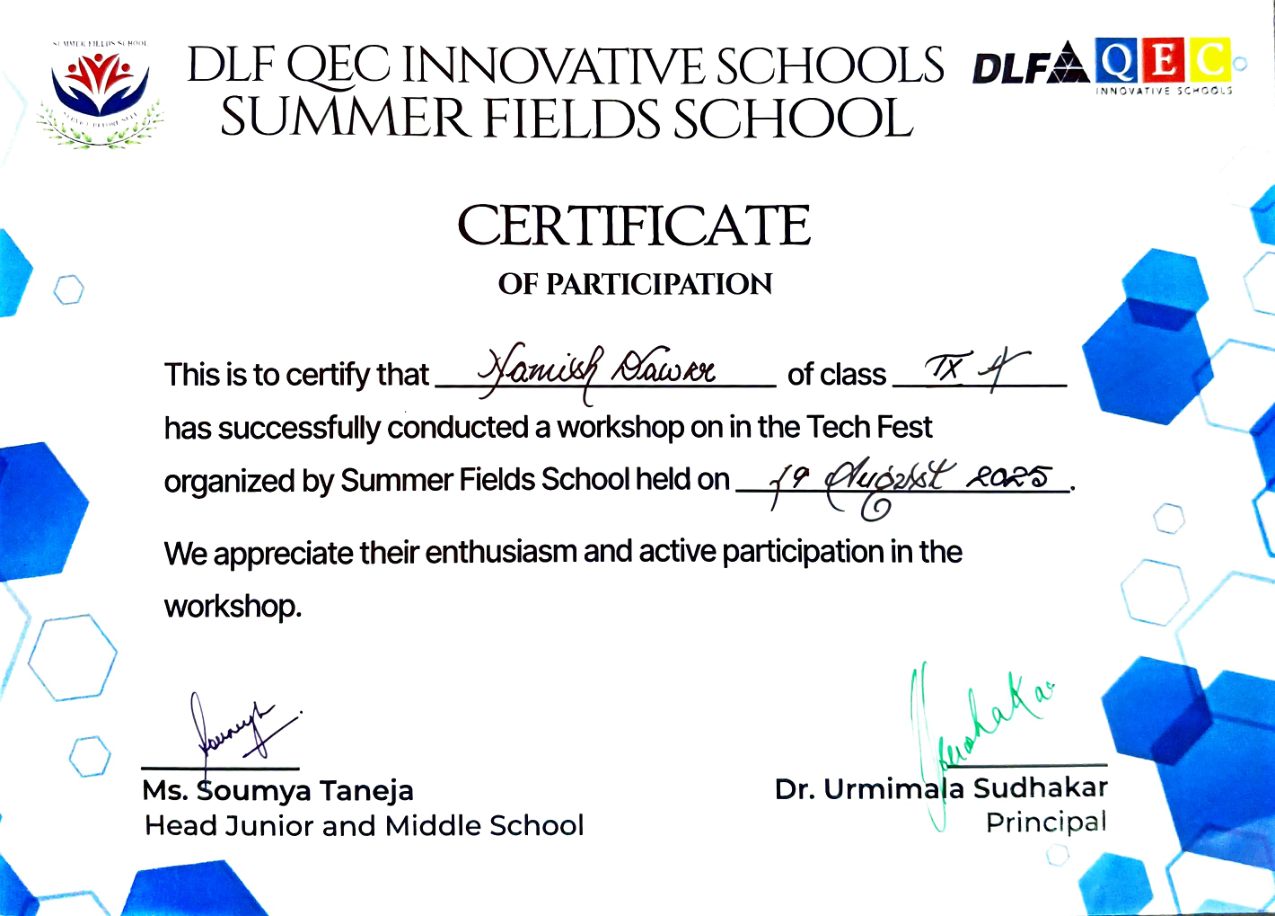 SUMMER FIELDS SCHOOL
DLF QEC INNOVATIVE SCHOOLS
SUMMER FIELDS SCHOOL
DLF QEC
INNOVATIVE SCHOOLS
CERTIFICATE
OF PARTICIPATION
This is to certify that Hamish Dawar of class IX A
has successfully conducted a workshop on in the Tech Fest
organized by Summer Fields School held on 19 August 2025.
We appreciate their enthusiasm and active participation in the
workshop.
Ms. Soumya Taneja
Head Junior and Middle School
Dr. Urmimala Sudhakar
Principal